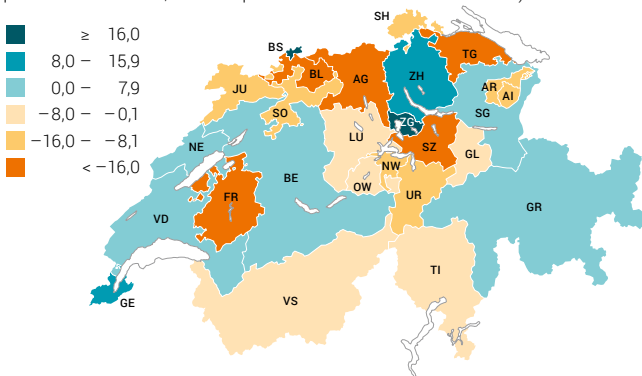 ≥ 16,0
8,0 – 15,9
0,0 – 7,9
−8,0 – −0,1
−16,0 – −8,1
< −16,0
SH
BS
BL
AG
ZH
TG
JU
SO
AR
AI
SG
ZG
LU
NE
BE
SZ
GL
NW
OW
UR
FR
VD
GR
TI
VS
GE